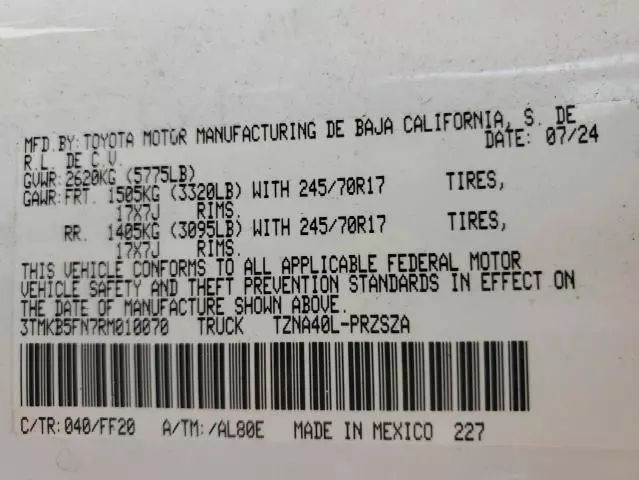 MFD.BY:TOYOTA MOTOR MANUFACTURING DE BAJA CALIFORNIA, S. DE
R.L. DE C.V. DATE: 07/24
GVWR:2620KG (5775LB)
GAWR:FRT. 1505KG (3320LB) WITH 245/70R17 TIRES,
17X7J RIMS.
RR. 1405KG (3095LB) WITH 245/70R17 TIRES,
17X7J RIMS.
THIS VEHICLE CONFORMS TO ALL APPLICABLE FEDERAL MOTOR
VEHICLE SAFETY AND THEFT PREVENTION STANDARDS IN EFFECT ON
THE DATE OF MANUFACTURE SHOWN ABOVE.
3TMKB5FN7RM010070 TRUCK TZNA40L-PRZSZA
C/TR:040/FF20 A/TM:/AL80E MADE IN MEXICO 227